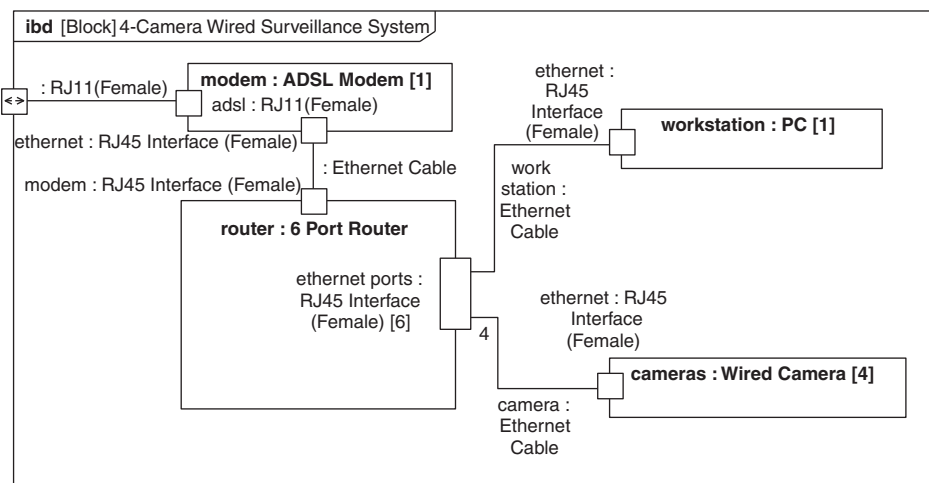 ibd [Block] 4-Camera Wired Surveillance System
: RJ11(Female)
modem : ADSL Modem [1]
adsl : RJ11(Female)
ethernet : RJ45 Interface (Female)
: Ethernet Cable
modem : RJ45 Interface (Female)
router : 6 Port Router
ethernet ports :
RJ45 Interface
(Female) [6]
ethernet :
RJ45
Interface
(Female)
workstation : PC [1]
work
station :
Ethernet
Cable
4
ethernet : RJ45
Interface
(Female)
cameras : Wired Camera [4]
camera :
Ethernet
Cable